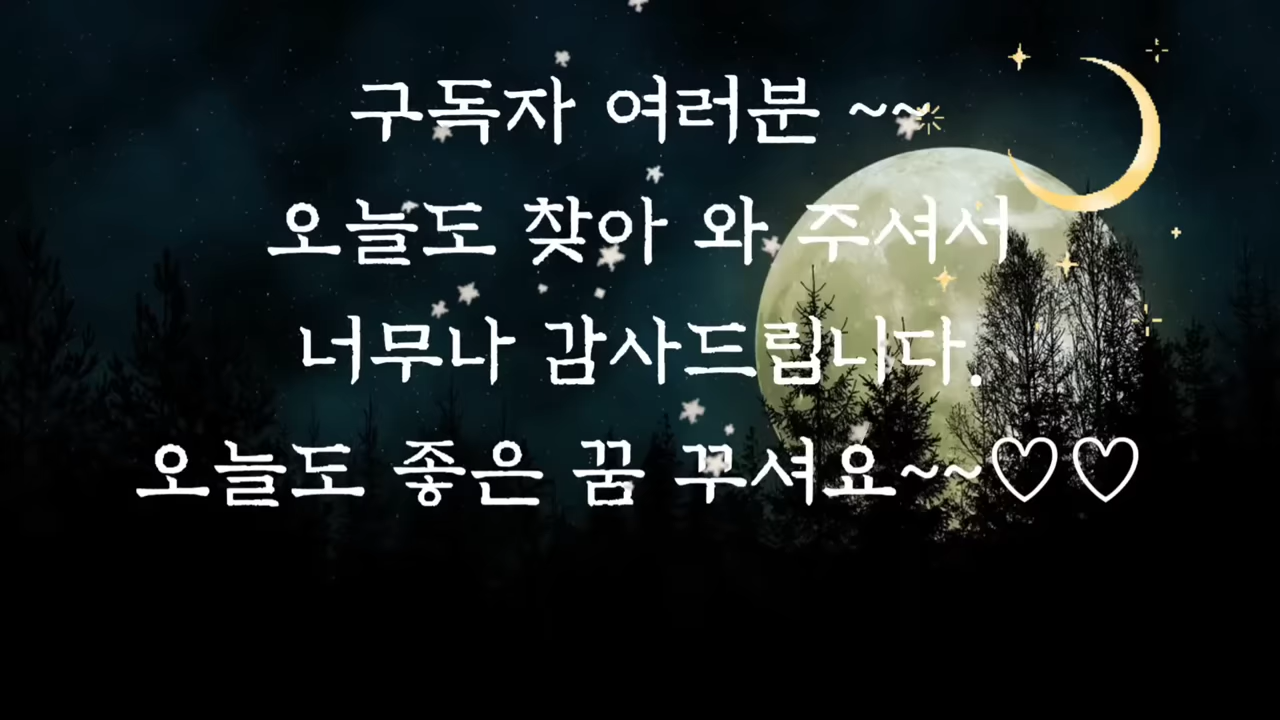 구독자 여러분 ~~
오늘도 찾아 와 주셔서
너무나 감사드립니다.
오늘도 좋은 꿈 꾸셔요~~♡♡